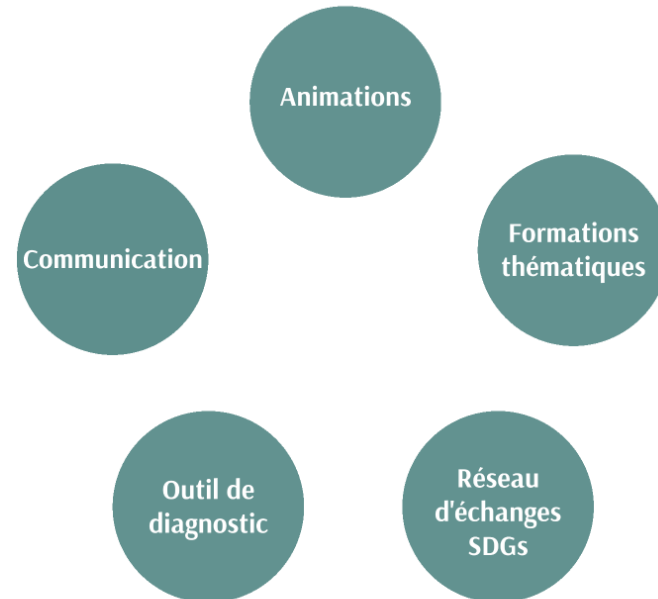 Animations
Communication
Formations
thématiques
Outil de
diagnostic
Réseau
d'échanges
SDGs